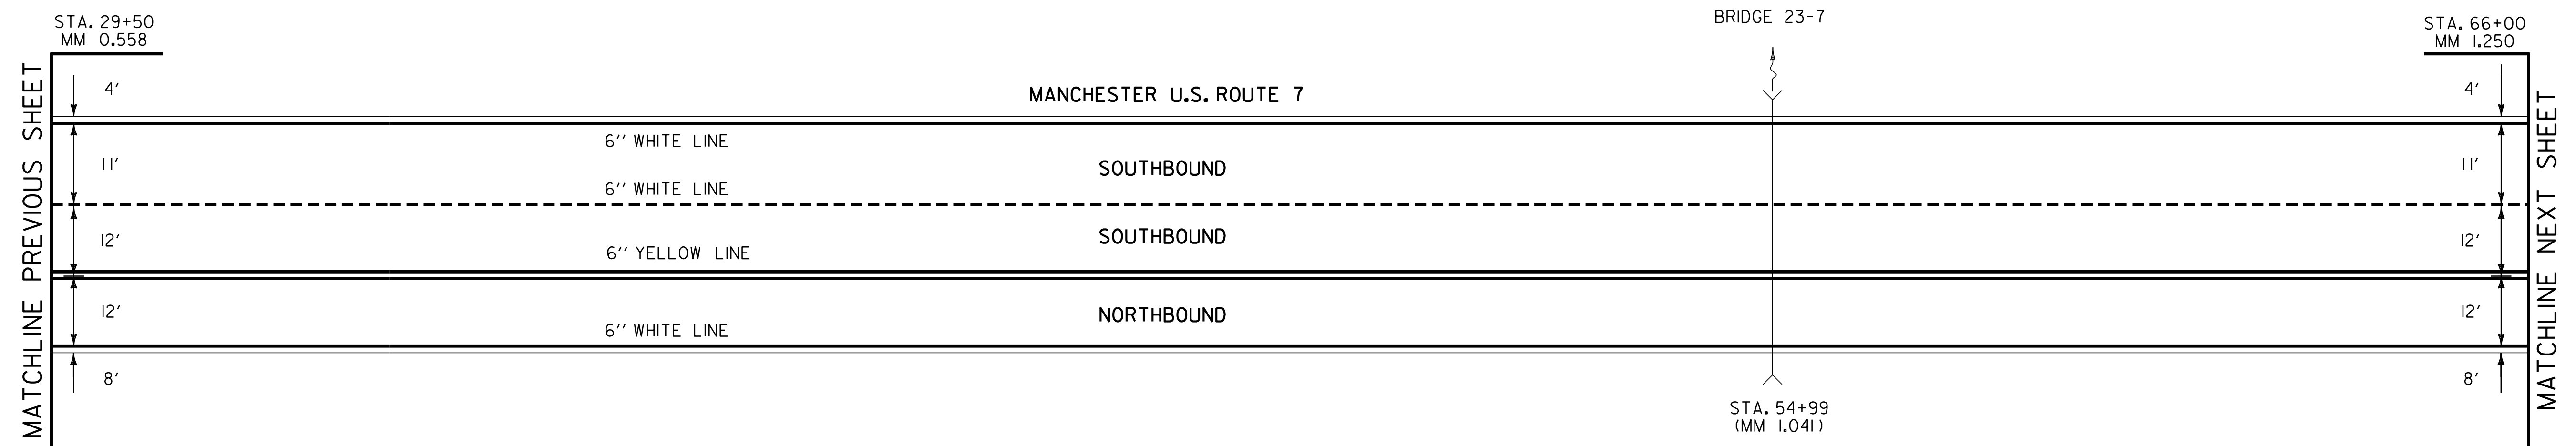 STA. 29+50
MM 0.558
BRIDGE 23-7
STA. 66+00
MM 1.250
MATCHLINE PREVIOUS SHEET
4'
MANCHESTER U.S. ROUTE 7
4'
MATCHLINE NEXT SHEET
6'' WHITE LINE
11'
SOUTHBOUND
11'
6'' WHITE LINE
12'
SOUTHBOUND
12'
6'' YELLOW LINE
12'
NORTHBOUND
12'
6'' WHITE LINE
8'
8'
STA. 54+99
(MM 1.041)